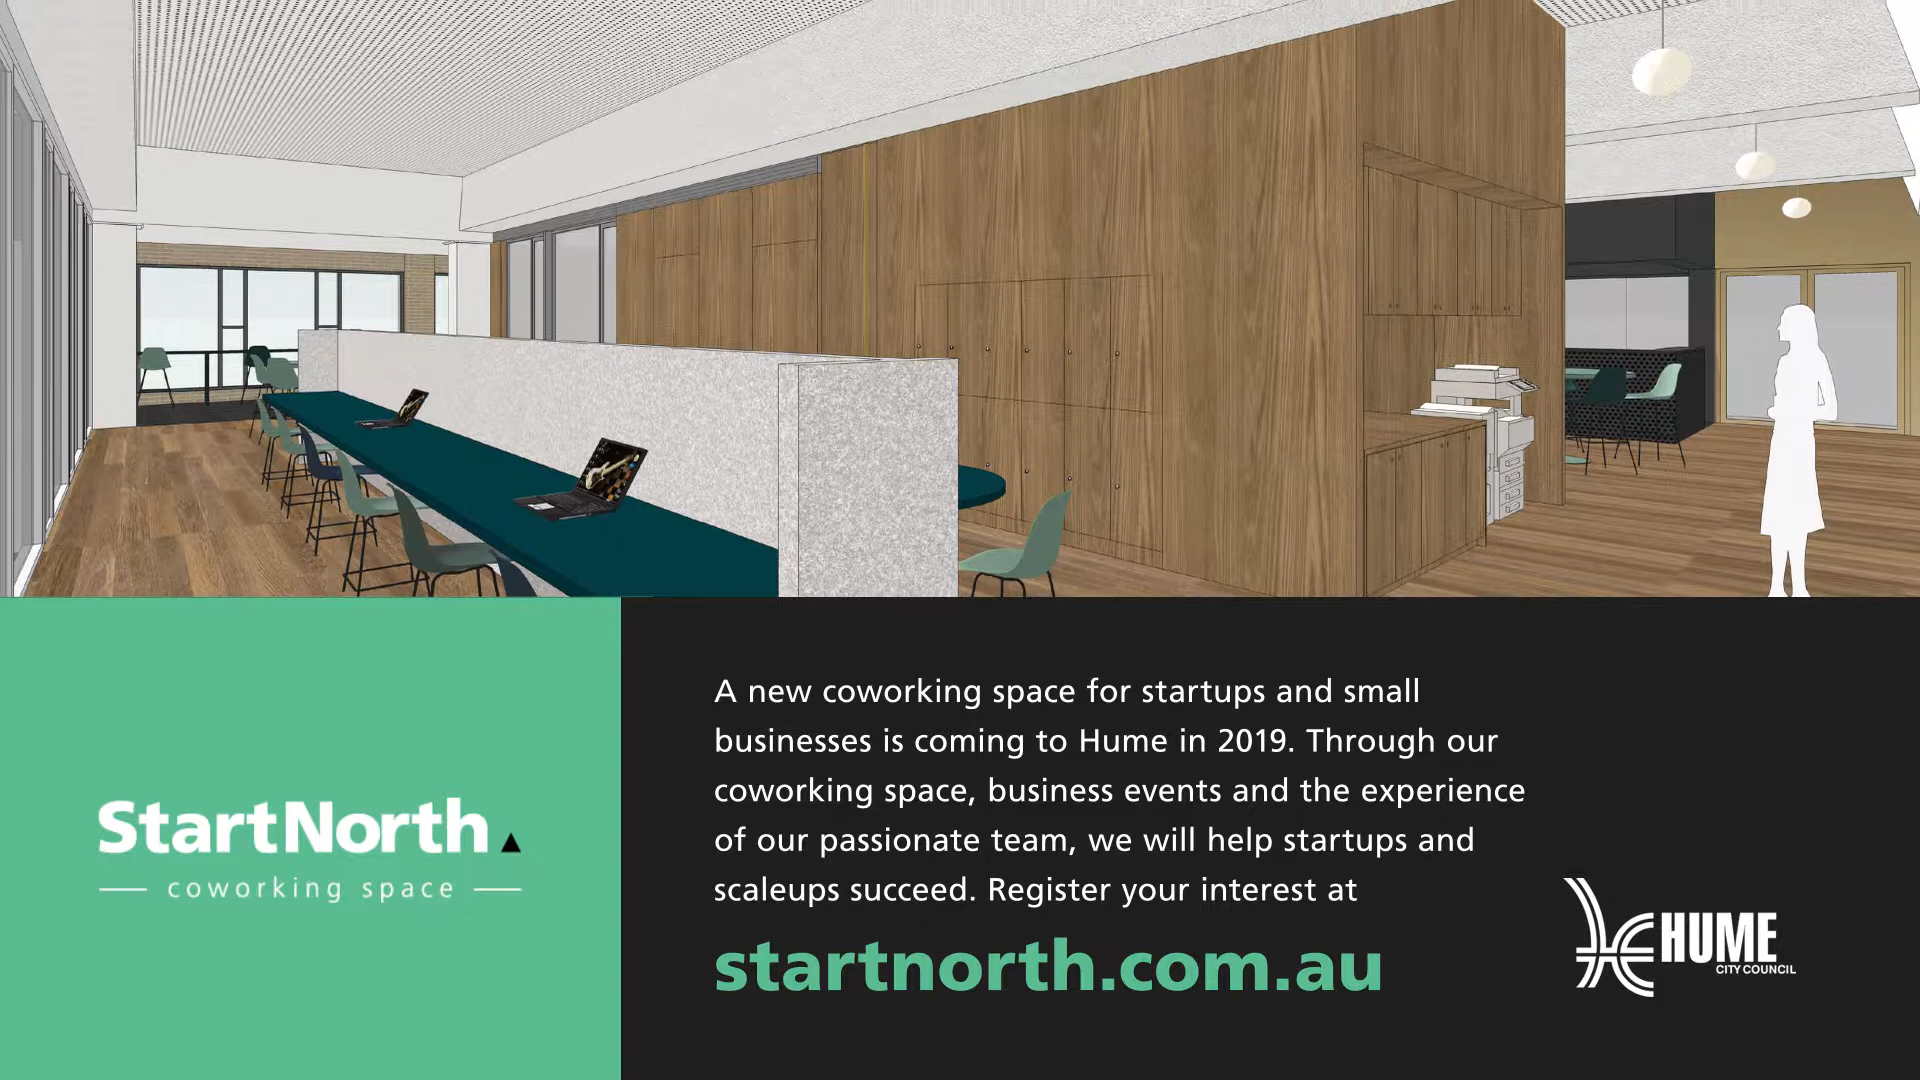 StartNorth
coworking space
A new coworking space for startups and small
businesses is coming to Hume in 2019. Through our
coworking space, business events and the experience
of our passionate team, we will help startups and
scaleups succeed. Register your interest at
startnorth.com.au
HUME
CITY COUNCIL